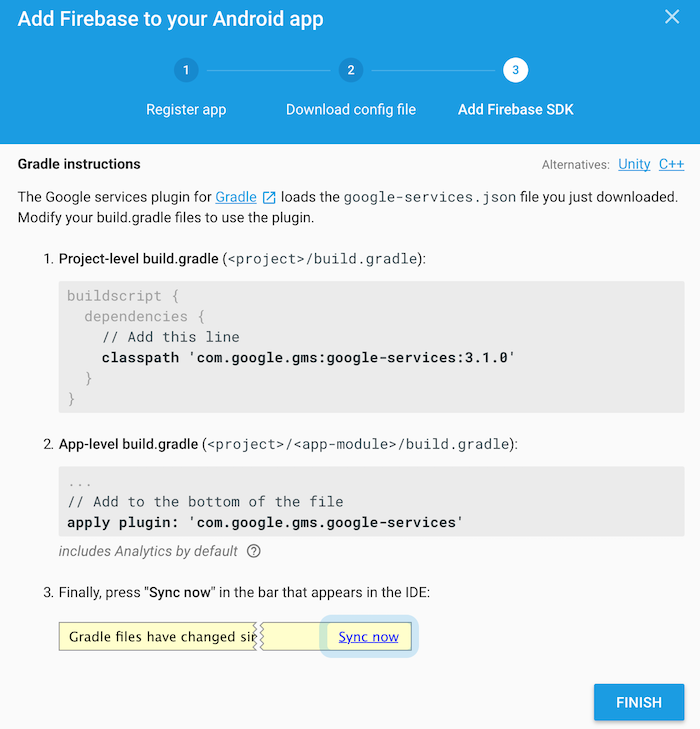 Add Firebase to your Android app
1 2 3
Register app Download config file Add Firebase SDK
Gradle instructions Alternatives: Unity C++
The Google services plugin for Gradle loads the google-services.json file you just downloaded.
Modify your build.gradle files to use the plugin.
1. Project-level build.gradle (<project>/build.gradle):
buildscript {
  dependencies {
    // Add this line
    classpath 'com.google.gms:google-services:3.1.0'
  }
}
2. App-level build.gradle (<project>/<app-module>/build.gradle):
...
// Add to the bottom of the file
apply plugin: 'com.google.gms.google-services'
includes Analytics by default ?
3. Finally, press "Sync now" in the bar that appears in the IDE:
Gradle files have changed Sync now
FINISH